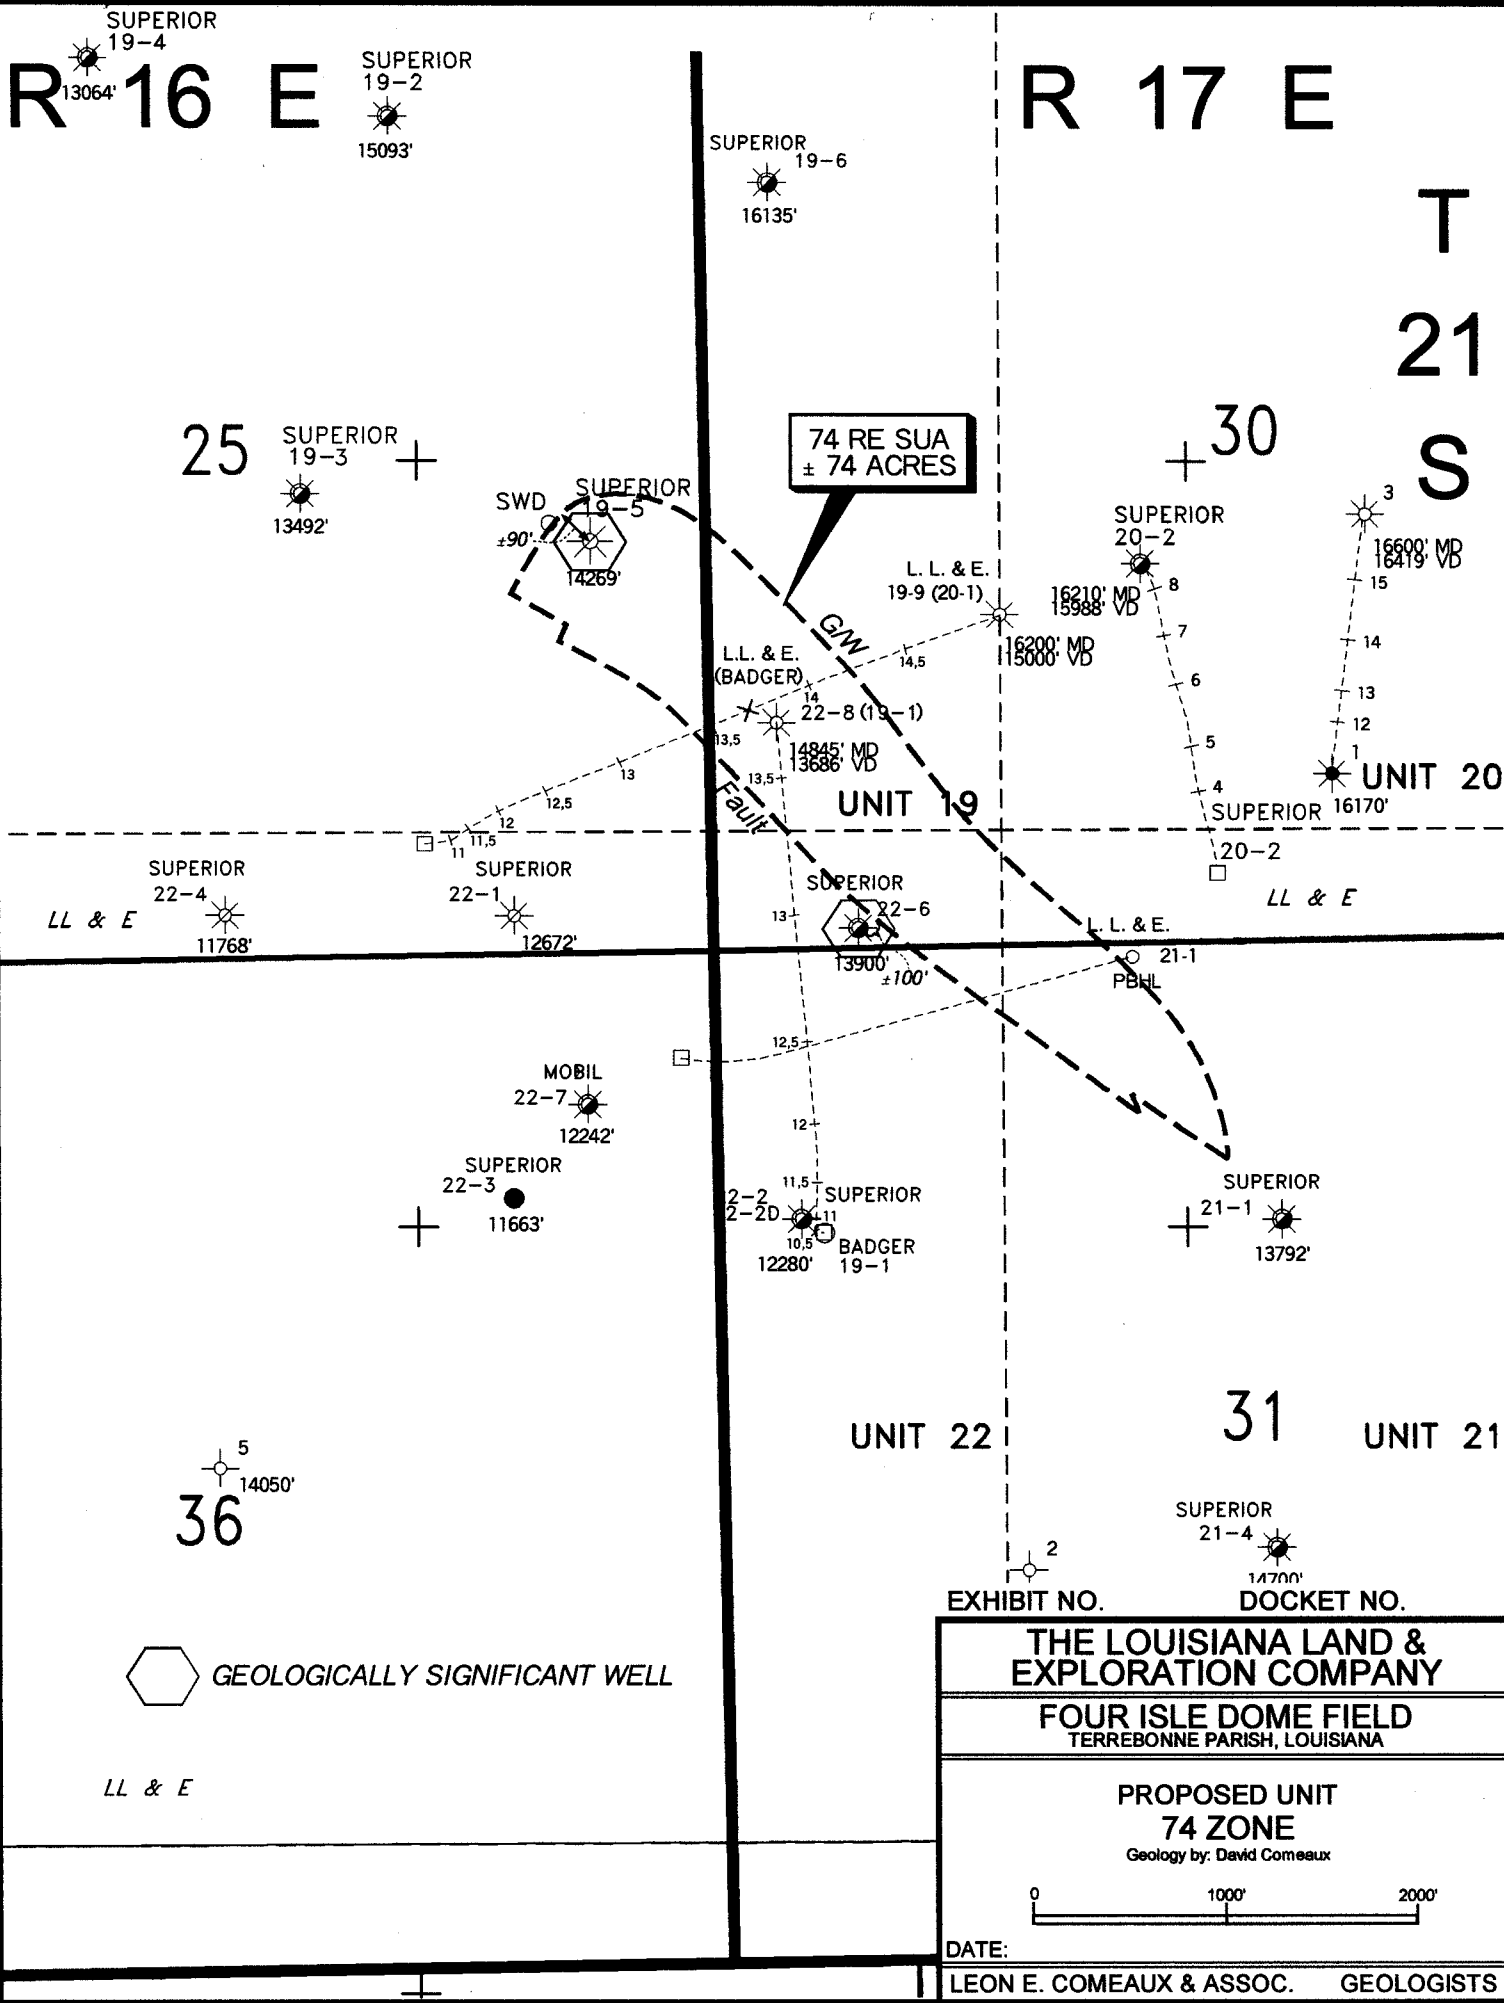 SUPERIOR
19-4
13064'
R 16 E
SUPERIOR
19-2
15093'
R 17 E
SUPERIOR
19-6
16135'
T
21
S
25
SUPERIOR
19-3
13492'
SWD
±90'
SUPERIOR
19-5
14269'
74 RE SUA
± 74 ACRES
30
SUPERIOR
20-2
16210' MD
15988' VD
8
7
6
5
4
SUPERIOR
20-2
3
16600' MD
16419' VD
15
14
13
12
1
16170'
UNIT 20
L. L. & E.
19-9 (20-1)
16200' MD
15000' VD
G/W
14,5
14
L.L. & E.
(BADGER)
22-8 (19-1)
14845' MD
13686' VD
13,5
13,5
13
12,5
12
11,5
11
Fault
UNIT 19
SUPERIOR
22-4
11768'
LL & E
SUPERIOR
22-1
12672'
SUPERIOR
22-6
13900'
±100'
13
LL & E
L. L. & E.
21-1
PBHL
12,5
12
11,5
11
10,5
MOBIL
22-7
12242'
SUPERIOR
22-3
11663'
2-2
2-2D
SUPERIOR
12280'
BADGER
19-1
SUPERIOR
21-1
13792'
UNIT 22
31
UNIT 21
5
14050'
36
SUPERIOR
21-4
14700'
2
EXHIBIT NO. DOCKET NO.
GEOLOGICALLY SIGNIFICANT WELL
LL & E
THE LOUISIANA LAND &
EXPLORATION COMPANY
FOUR ISLE DOME FIELD
TERREBONNE PARISH, LOUISIANA
PROPOSED UNIT
74 ZONE
Geology by: David Comeaux
0 1000' 2000'
DATE:
LEON E. COMEAUX & ASSOC. GEOLOGISTS